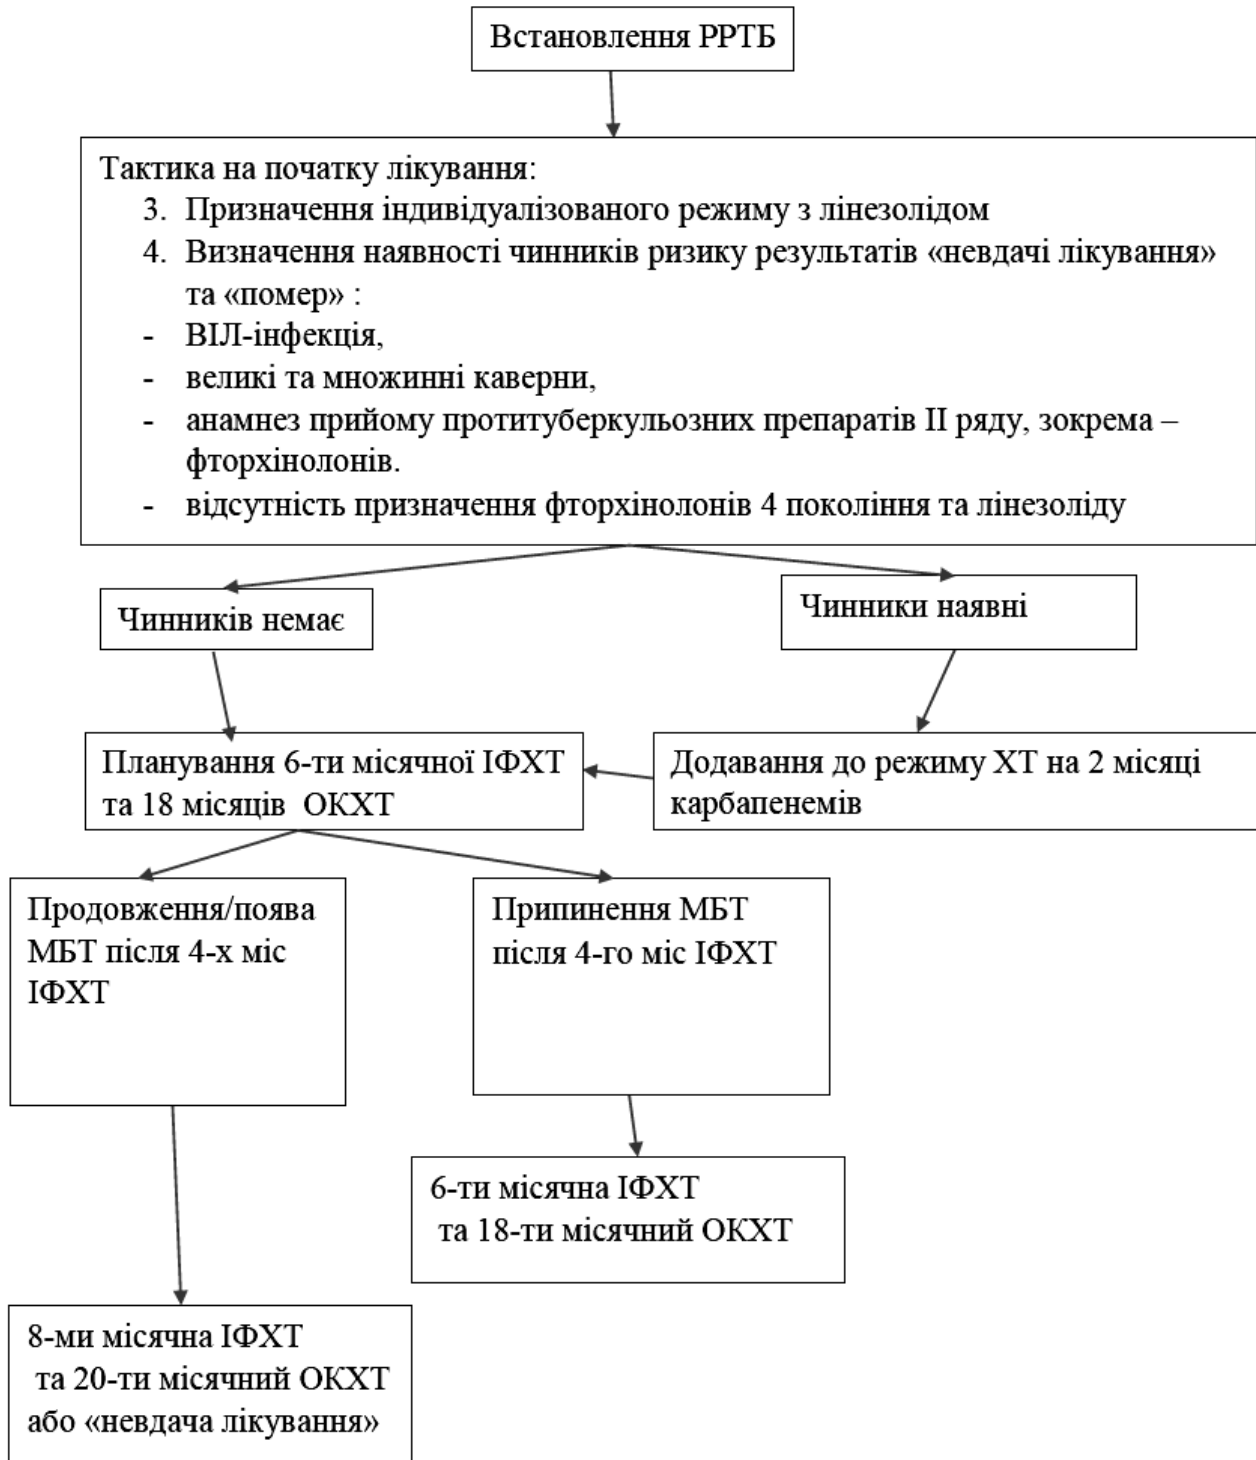 Встановлення РРТБ
Тактика на початку лікування:
3. Призначення індивідуалізованого режиму з лінезолідом
4. Визначення наявності чинників ризику результатів «невдачі лікування»
та «помер» :
- ВІЛ-інфекція,
- великі та множинні каверни,
- анамнез прийому протитуберкульозних препаратів ІІ ряду, зокрема –
фторхінолонів.
- відсутність призначення фторхінолонів 4 покоління та лінезоліду
Чинників немає
Чинники наявні
Планування 6-ти місячної ІФХТ
та 18 місяців ОКХТ
Додавання до режиму ХТ на 2 місяці
карбапенемів
Продовження/поява
МБТ після 4-х міс
ІФХТ
Припинення МБТ
після 4-го міс ІФХТ
6-ти місячна ІФХТ
та 18-ти місячний ОКХТ
8-ми місячна ІФХТ
та 20-ти місячний ОКХТ
або «невдача лікування»